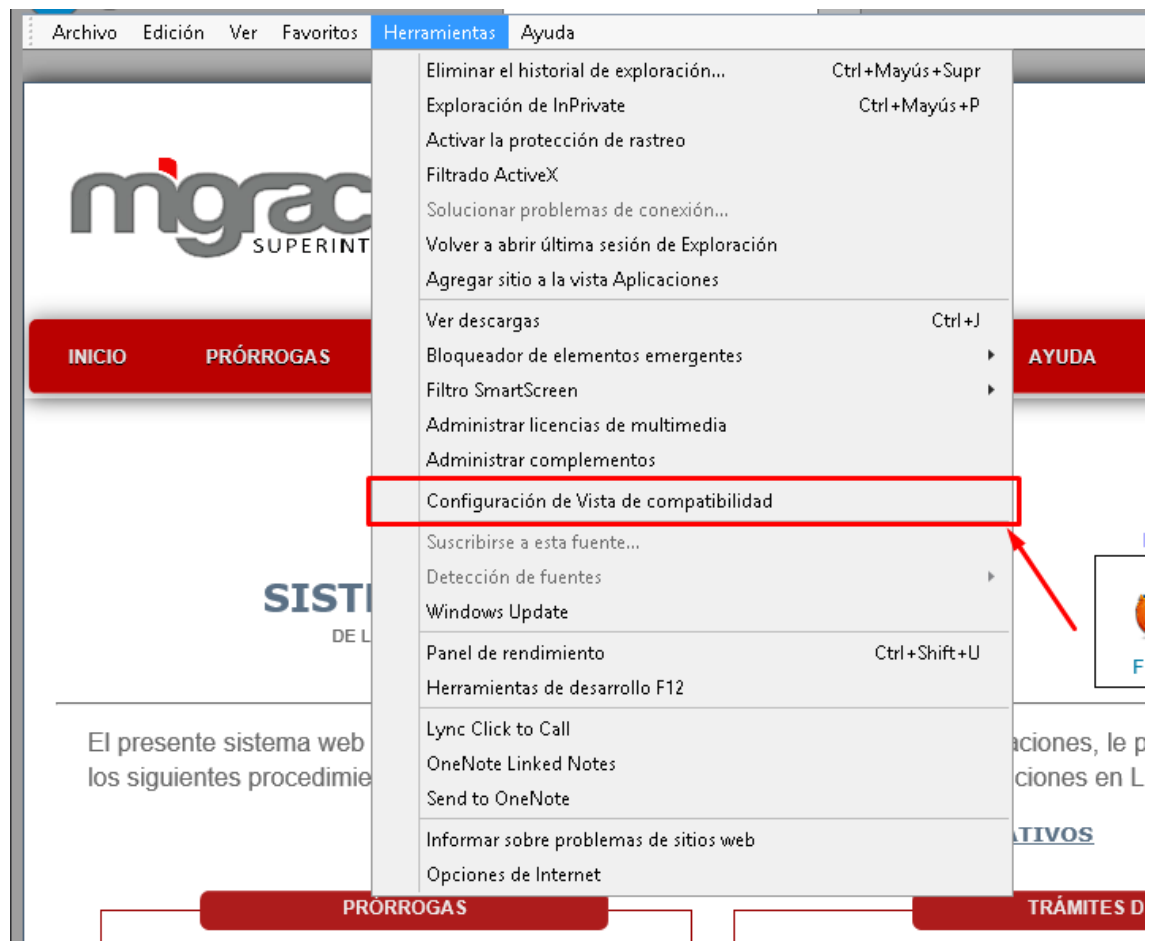 Archivo Edición Ver Favoritos Herramientas Ayuda
Eliminar el historial de exploración... Ctrl+Mayús+Supr
Exploración de InPrivate Ctrl+Mayús+P
Activar la protección de rastreo
Filtrado ActiveX
Solucionar problemas de conexión...
Volver a abrir última sesión de Exploración
Agregar sitio a la vista Aplicaciones
Ver descargas Ctrl+J
Bloqueador de elementos emergentes
Filtro SmartScreen
Administrar licencias de multimedia
Administrar complementos
Configuración de Vista de compatibilidad
Suscribirse a esta fuente...
Detección de fuentes
Windows Update
Panel de rendimiento Ctrl+Shift+U
Herramientas de desarrollo F12
Lync Click to Call
OneNote Linked Notes
Send to OneNote
Informar sobre problemas de sitios web
Opciones de Internet
migrac
SUPERINT
INICIO PRÓRROGAS AYUDA
SISTE
DE L
F
El presente sistema web aciones, le p
los siguientes procedimie ciones en L
ATIVOS
PRÓRROGAS TRÁMITES D